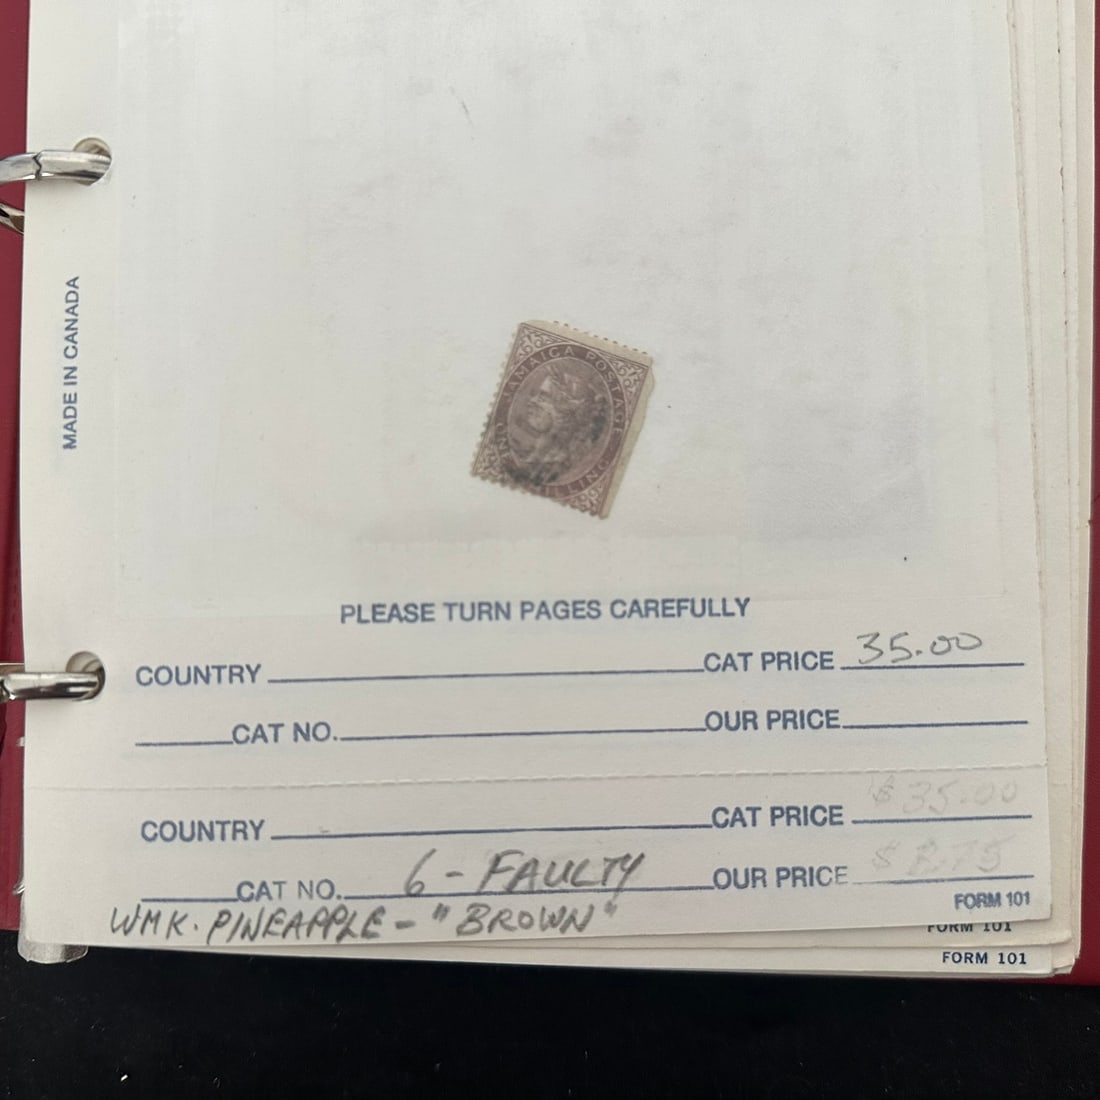 MADE IN CANADA
JAMAICA POSTAGE
ONE SHILLING
PLEASE TURN PAGES CAREFULLY
COUNTRY CAT PRICE 35.00
CAT NO. OUR PRICE
COUNTRY CAT PRICE $35.00
CAT NO. 6 - FAULTY OUR PRICE $
FORM 101
WMK. PINEAPPLE - "BROWN"
FORM 101
FORM 101